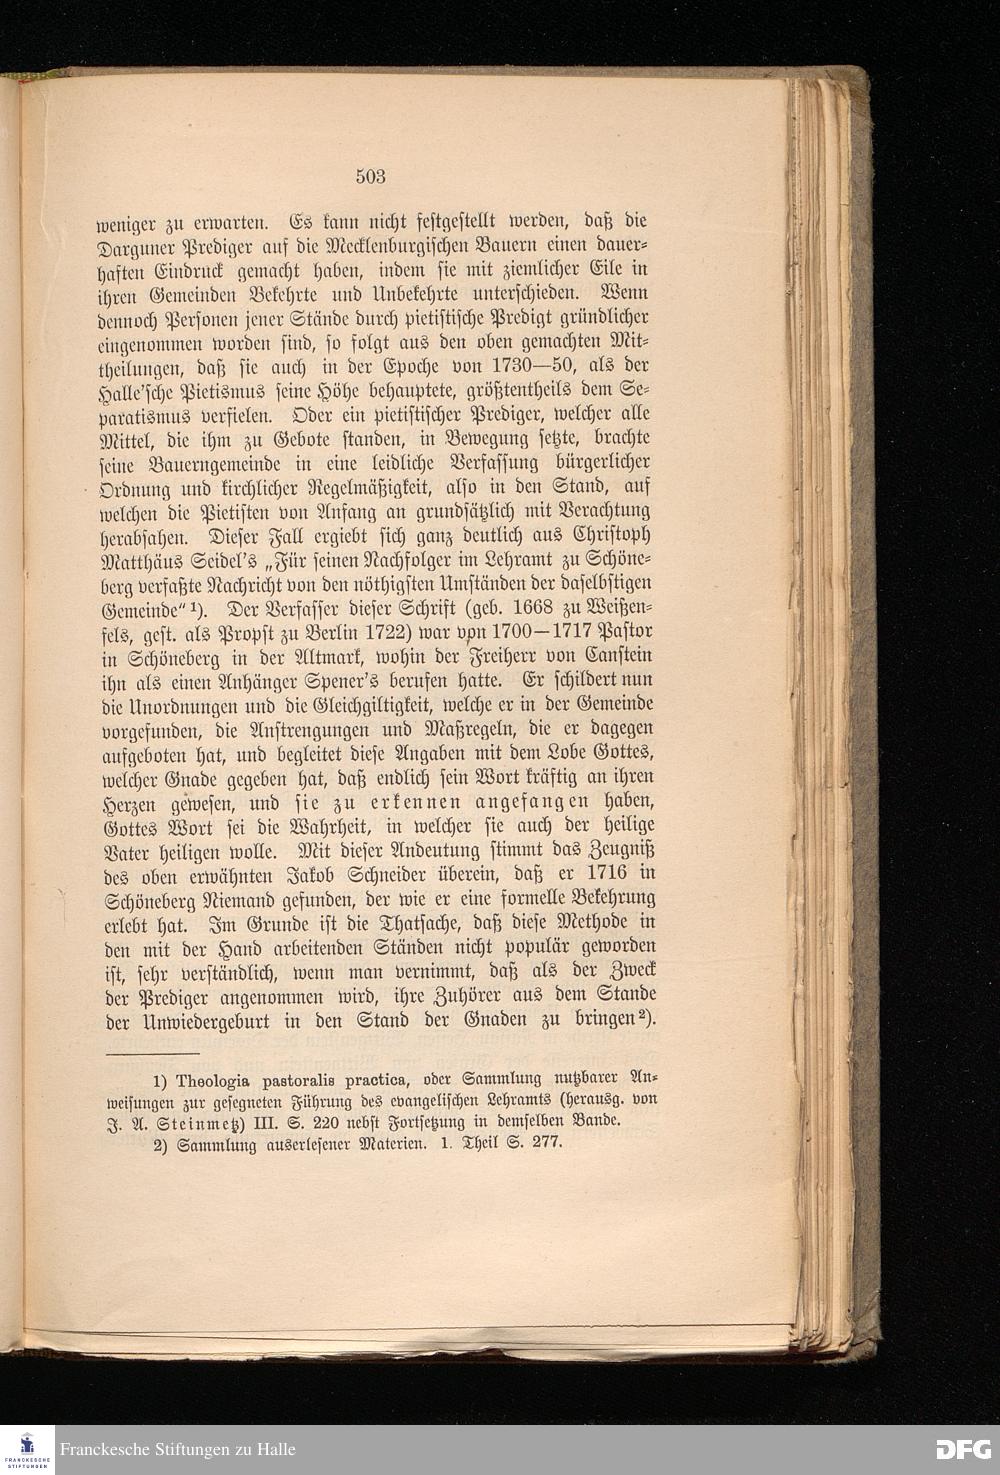 503
weniger zu erwarten. Es kann nicht festgestellt werden, daß die
Darguner Prediger auf die Mecklenburgischen Bauern einen dauer-
haften Eindruck gemacht haben, indem sie mit ziemlicher Eile in
ihren Gemeinden Bekehrte und Unbekehrte unterschieden. Wenn
dennoch Personen jener Stände durch pietistische Predigt gründlicher
eingenommen worden sind, so folgt aus den oben gemachten Mit-
theilungen, daß sie auch in der Epoche von 1730—50, als der
Halle'sche Pietismus seine Höhe behauptete, größtentheils dem Se-
paratismus verfielen. Oder ein pietistischer Prediger, welcher alle
Mittel, die ihm zu Gebote standen, in Bewegung setzte, brachte
seine Bauerngemeinde in eine leidliche Verfassung bürgerlicher
Ordnung und kirchlicher Regelmäßigkeit, also in den Stand, auf
welchen die Pietisten von Anfang an grundsätzlich mit Verachtung
herabsahen. Dieser Fall ergiebt sich ganz deutlich aus Christoph
Matthäus Seidel's „Für seinen Nachfolger im Lehramt zu Schöne-
berg verfaßte Nachricht von den nöthigsten Umständen der daselbstigen
Gemeinde“ 1). Der Verfasser dieser Schrift (geb. 1668 zu Weißen-
fels, gest. als Propst zu Berlin 1722) war von 1700—1717 Pastor
in Schöneberg in der Altmark, wohin der Freiherr von Canstein
ihn als einen Anhänger Spener's berufen hatte. Er schildert nun
die Unordnungen und die Gleichgiltigkeit, welche er in der Gemeinde
vorgefunden, die Anstrengungen und Maßregeln, die er dagegen
aufgeboten hat, und begleitet diese Angaben mit dem Lobe Gottes,
welcher Gnade gegeben hat, daß endlich sein Wort kräftig an ihren
Herzen gewesen, und sie zu erkennen angefangen haben,
Gottes Wort sei die Wahrheit, in welcher sie auch der heilige
Vater heiligen wolle. Mit dieser Andeutung stimmt das Zeugniß
des oben erwähnten Jakob Schneider überein, daß er 1716 in
Schöneberg Niemand gefunden, der wie er eine formelle Bekehrung
erlebt hat. Im Grunde ist die Thatsache, daß diese Methode in
den mit der Hand arbeitenden Ständen nicht populär geworden
ist, sehr verständlich, wenn man vernimmt, daß als der Zweck
der Prediger angenommen wird, ihre Zuhörer aus dem Stande
der Unwiedergeburt in den Stand der Gnaden zu bringen 2).
1) Theologia pastoralis practica, oder Sammlung nutzbarer An-
weisungen zur gesegneten Führung des evangelischen Lehramts (herausg. von
J. A. Steinmetz) III. S. 220 nebst Fortsetzung in demselben Bande.
2) Sammlung auserlesener Materien. 1. Theil S. 277.
FRANCKESCHE
STIFTUNGEN
Franckesche Stiftungen zu Halle
DFG